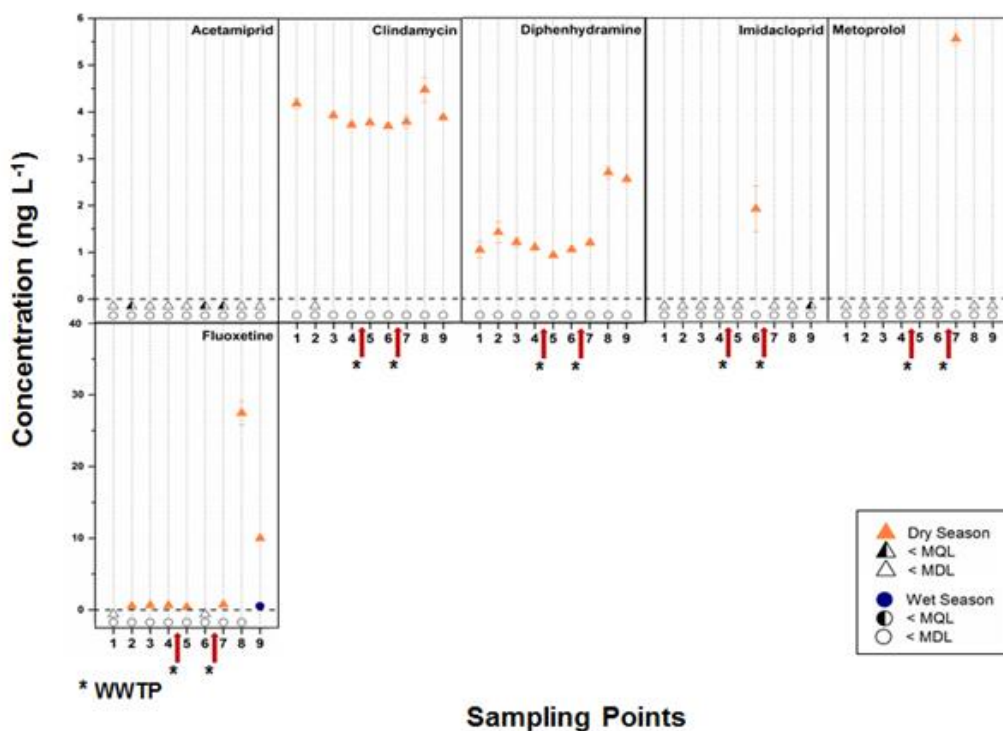 6 Acetamiprid Clindamycin Diphenhydramine Imidacloprid Metoprolol
5
4
3
2
1
0
40 1 2 3 4 5 6 7 8 9 1 2 3 4 5 6 7 8 9 1 2 3 4 5 6 7 8 9 1 2 3 4 5 6 7 8 9
Fluoxetine
* * * * * * * *
30
20
10
0
1 2 3 4 5 6 7 8 9
* *
Concentration (ng L-1)
Dry Season
< MQL
< MDL
Wet Season
< MQL
< MDL
* WWTP
Sampling Points